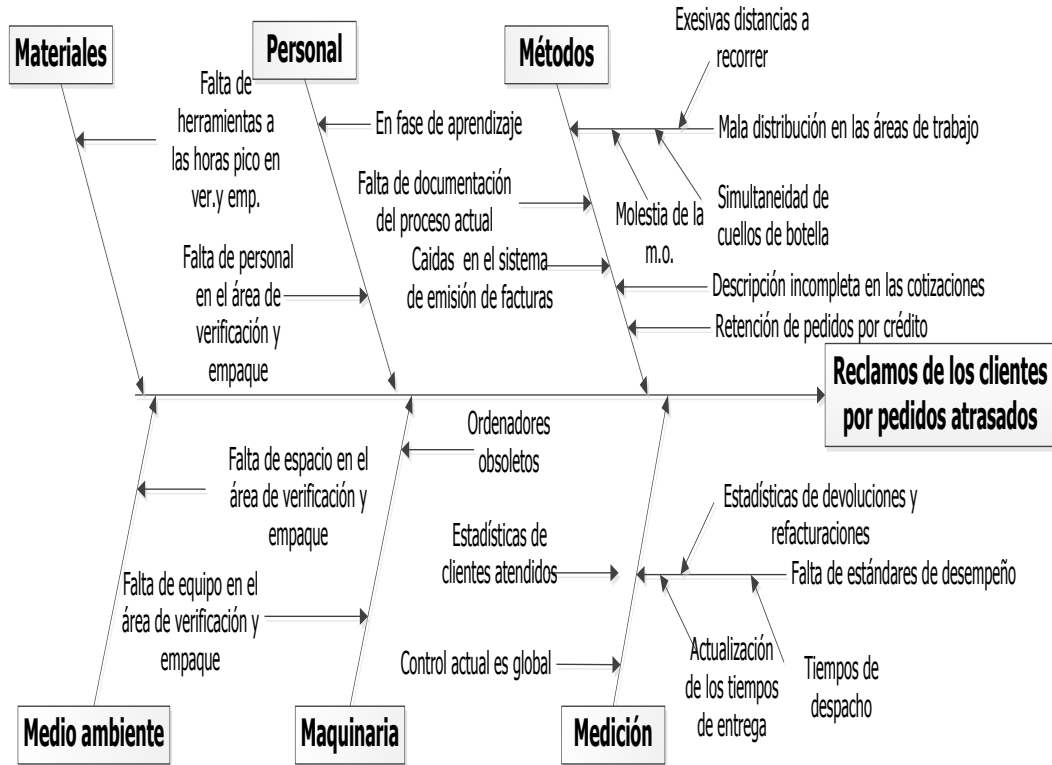 Materiales
Personal
Métodos
Exesivas distancias a
recorrer
Falta de
herramientas a
las horas pico en
ver.y emp.
En fase de aprendizaje
Mala distribución en las áreas de trabajo
Falta de documentación
del proceso actual
Molestia de la
m.o.
Simultaneidad de
cuellos de botella
Falta de personal
en el área de
verificación y
empaque
Caidas en el sistema
de emisión de facturas
Descripción incompleta en las cotizaciones
Retención de pedidos por crédito
Reclamos de los clientes
por pedidos atrasados
Falta de espacio en el
área de verificación y
empaque
Ordenadores
obsoletos
Estadísticas de
clientes atendidos
Estadísticas de devoluciones y
refacturaciones
Falta de estándares de desempeño
Falta de equipo en el
área de verificación y
empaque
Control actual es global
Actualización
de los tiempos
de entrega
Tiempos de
despacho
Medio ambiente
Maquinaria
Medición